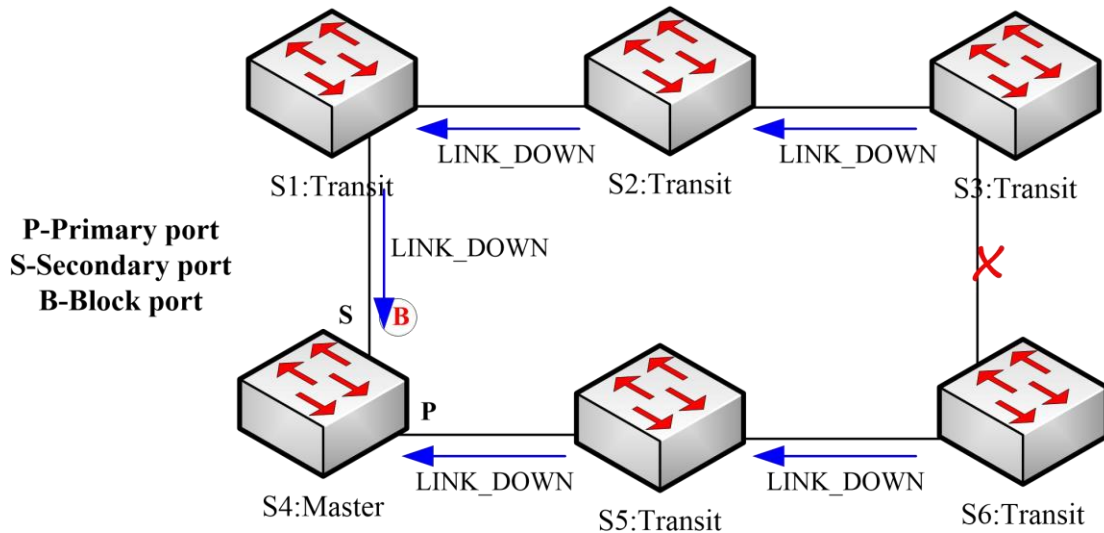 LINK_DOWN
LINK_DOWN
S1:Transit
S2:Transit
S3:Transit
P-Primary port
S-Secondary port
B-Block port
LINK_DOWN
S
B
P
LINK_DOWN
LINK_DOWN
S4:Master
S5:Transit
S6:Transit